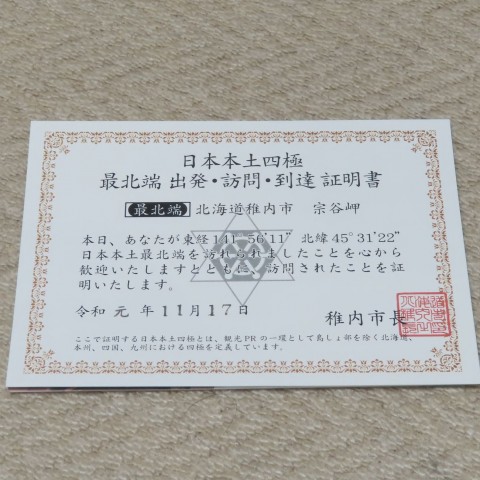 日本本土四極
最北端 出発・訪問・到達 証明書
【最北端】 北海道稚内市 宗谷岬
本日、あなたが東経141°56'11" 北緯45°31'22"
日本本土最北端を訪れられましたことを心から
歓迎いたしますとともに、訪問されたことを証
明いたします。
令和 元 年11月17日
稚内市長
ここで証明する日本本土四極とは、観光PRの一環として島しょ部を除く北海道、
本州、四国、九州における四極を定義しています。